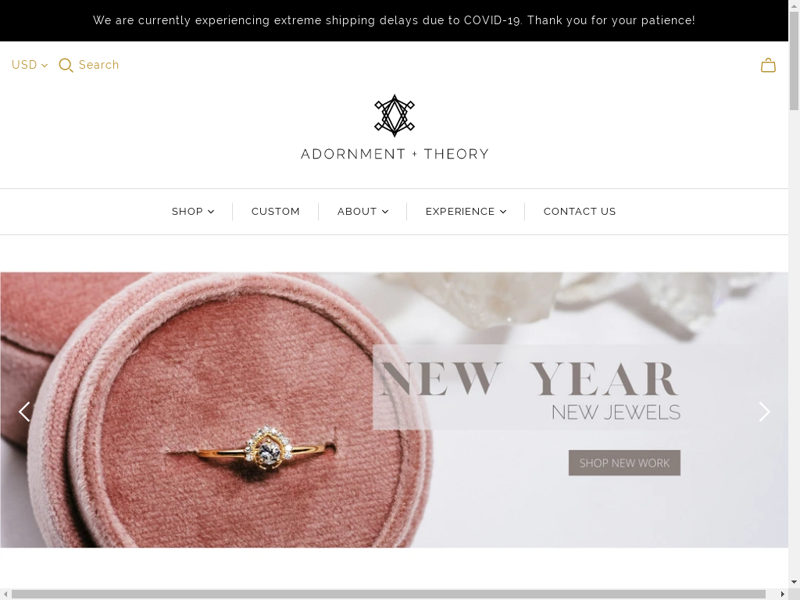 We are currently experiencing extreme shipping delays due to COVID-19. Thank you for your patience!
USD
Search
ADORNMENT + THEORY
SHOP
CUSTOM
ABOUT
EXPERIENCE
CONTACT US
NEW YEAR
NEW JEWELS
SHOP NEW WORK